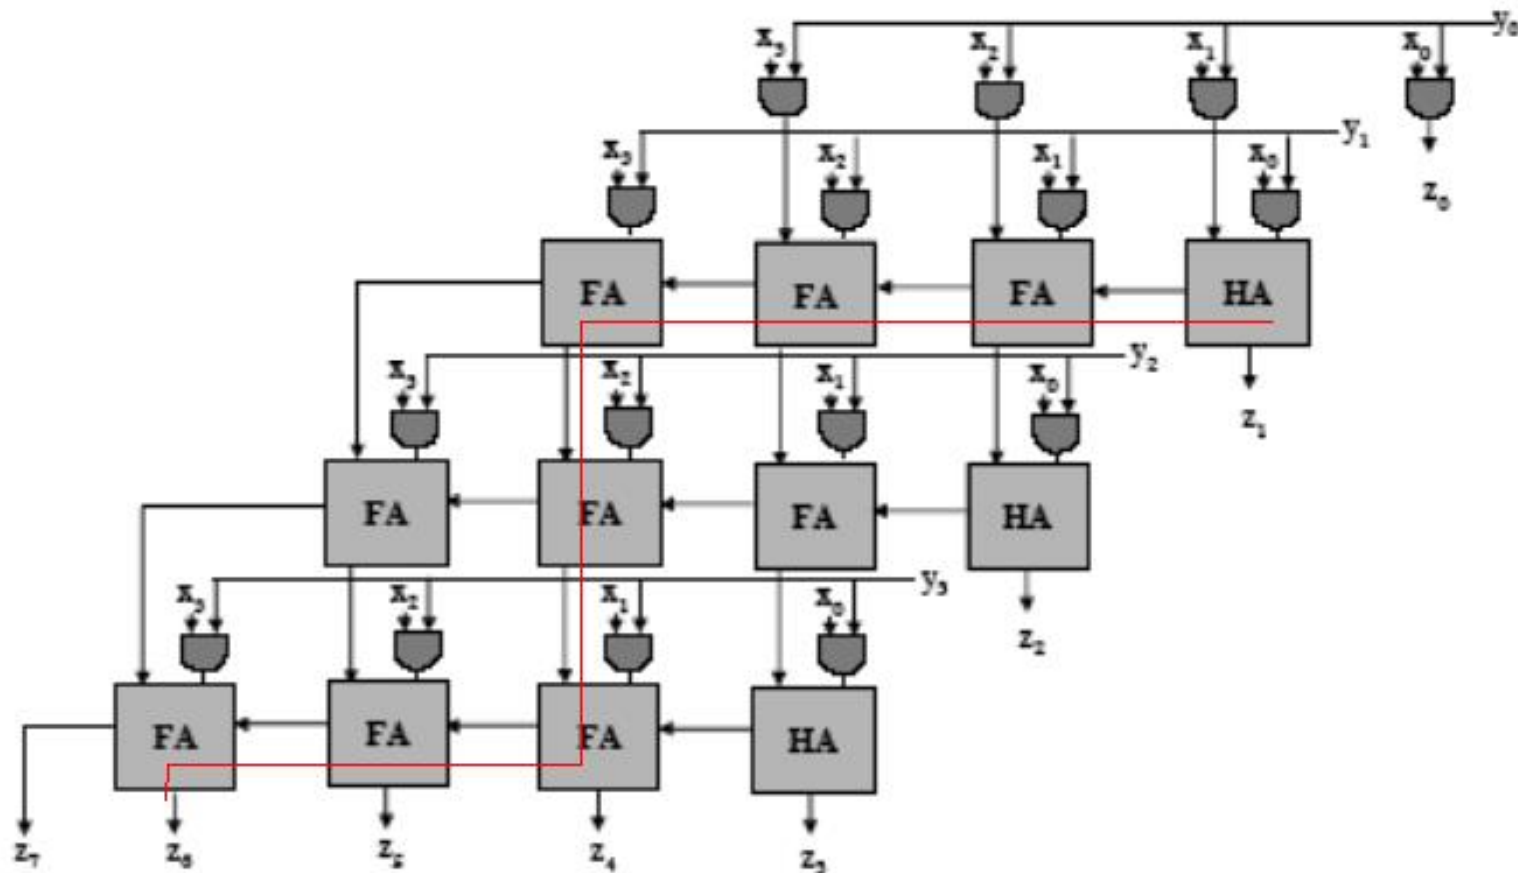 x₃ x₂ x₁ x₀ y₀
x₃ x₂ x₁ x₀ y₁
z₀
FA FA FA HA
x₃ x₂ x₁ x₀ y₂
z₁
FA FA FA HA
x₃ x₂ x₁ x₀ y₃
z₂
FA FA FA HA
z₇ z₆ z₅ z₄ z₃